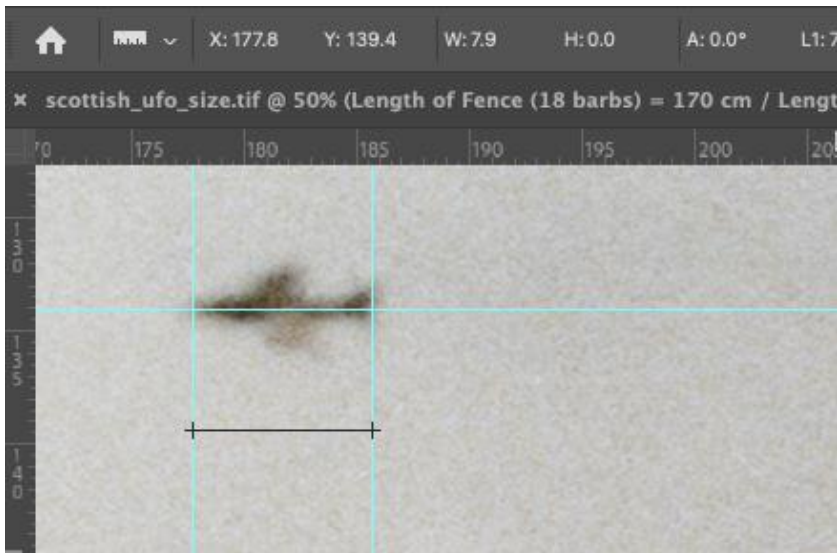 X: 177.8 Y: 139.4 W: 7.9 H: 0.0 A: 0.0° L1: 7
× scottish_ufo_size.tif @ 50% (Length of Fence (18 barbs) = 170 cm / Lengt
70 175 180 185 190 195 200 205
130
135
140